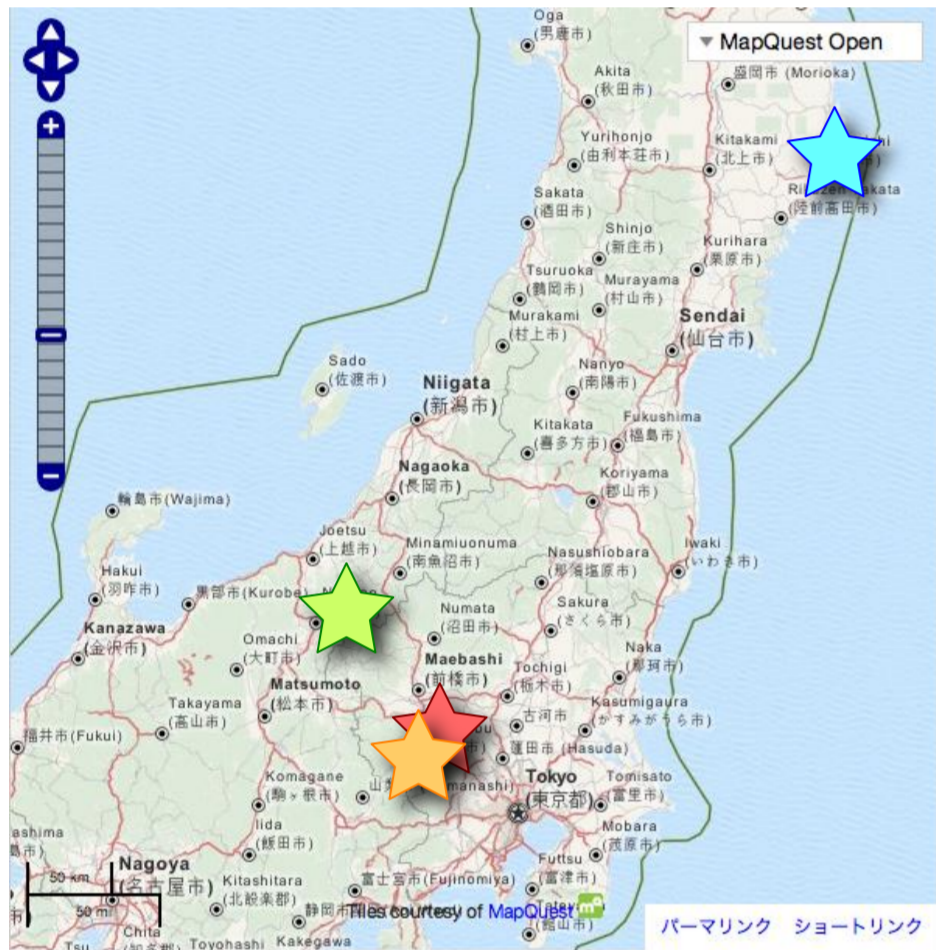 Oga
(男鹿市)
MapQuest Open
Akita
(秋田市)
盛岡市 (Morioka)
Yurihonjo
(由利本荘市)
Kitakami
(北上市)
Sakata
(酒田市)
(陸前高田市)
Shinjo
(新庄市)
Kurihara
(栗原市)
Tsuruoka
(鶴岡市)
Murayama
(村山市)
Murakami
(村上市)
Sendai
(仙台市)
Sado
(佐渡市)
Nanyo
(南陽市)
Niigata
(新潟市)
Kitakata
(喜多方市)
Fukushima
(福島市)
Nagaoka
(長岡市)
Koriyama
(郡山市)
輪島市(Wajima)
Joetsu
(上越市)
Minamiuonuma
(南魚沼市)
Nasushiobara
(那須塩原市)
Iwaki
(いわき市)
Hakui
(羽咋市)
黒部市(Kurobe)
Numata
(沼田市)
Sakura
(さくら市)
Kanazawa
(金沢市)
Omachi
(大町市)
Maebashi
(前橋市)
Tochigi
(栃木市)
Naka
(那珂市)
Matsumoto
(松本市)
Takayama
(高山市)
Kasumigaura
(かすみがうら市)
古河市
福井市(Fukui)
蓮田市 (Hasuda)
Komagane
(駒ヶ根市)
Tokyo
(東京都)
Tomisato
(富里市)
Iida
(飯田市)
Mobara
(茂原市)
Nagoya
(名古屋市)
Kitashitara
(北設楽郡)
富士宮市(Fujinomiya)
Futtsu
(富津市)
50 km
50 mi
Tiles courtesy of MapQuest
(館山市)
Chita
Tsu
Toyohashi
Kakegawa
パーマリンク ショートリンク